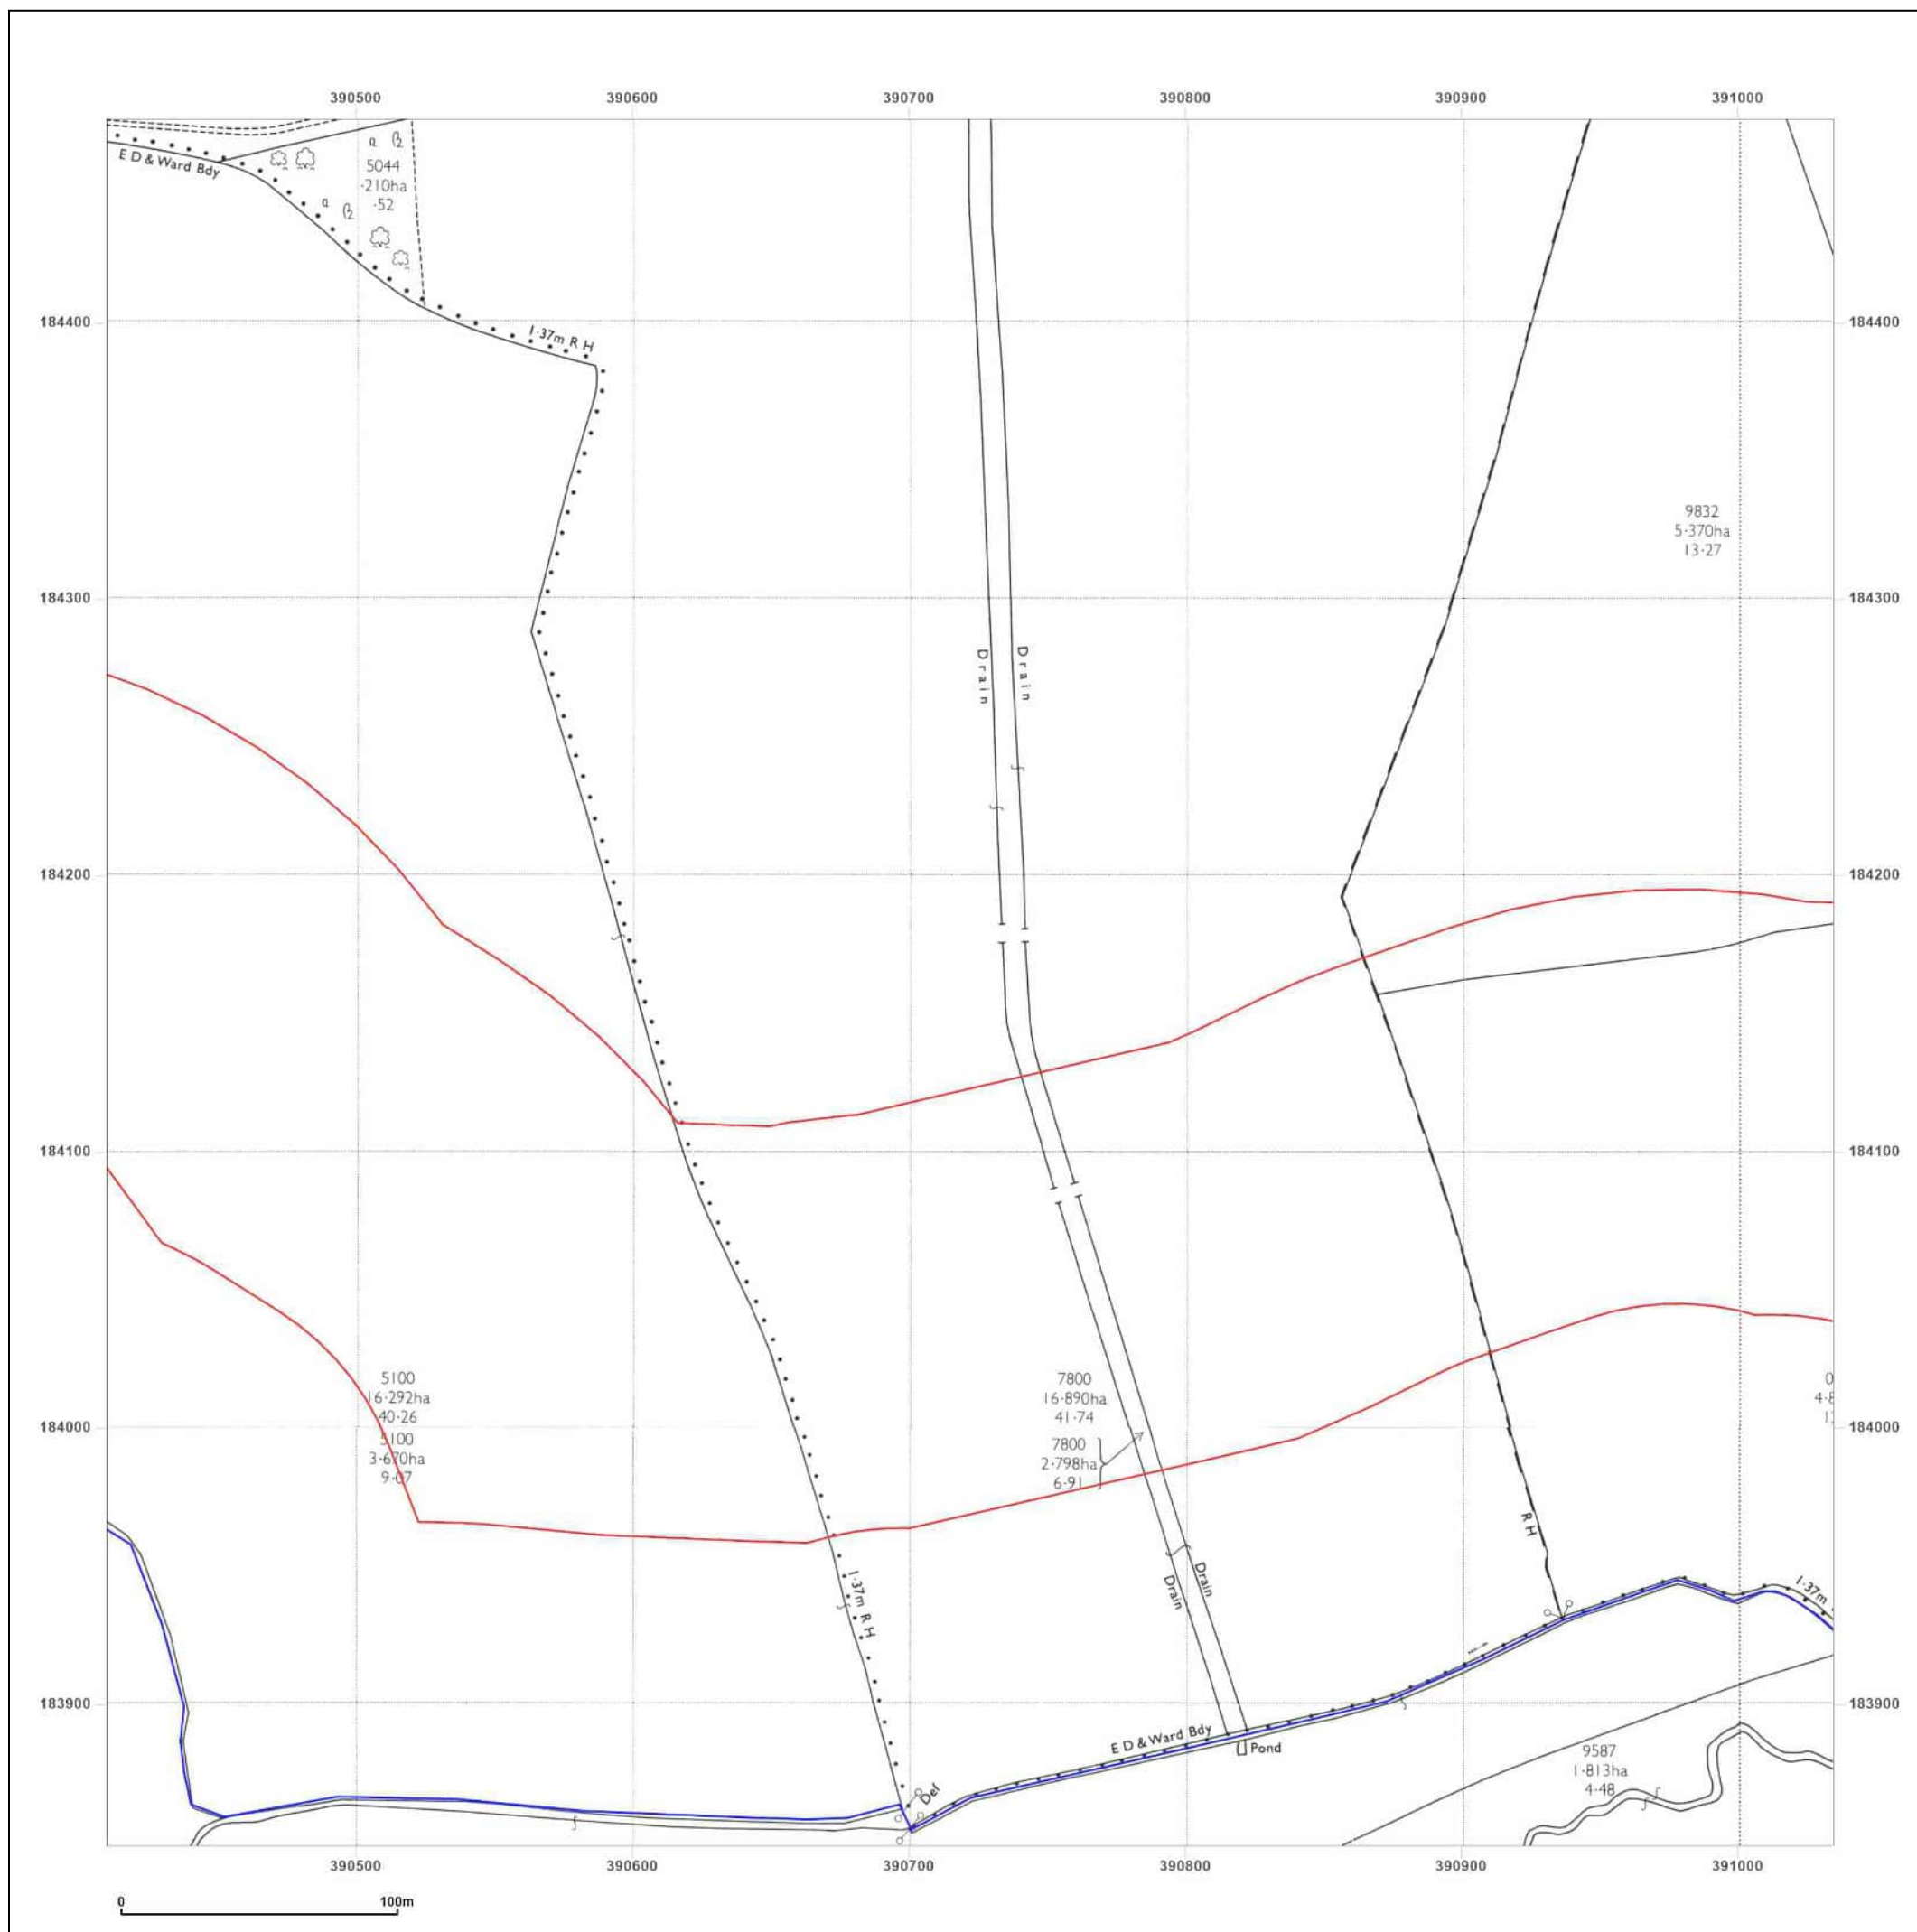 390500 390600 390700 390800 390900 391000
E D & Ward Bdy
5044
·210ha
·52
1·37m R H
184400 184400
9832
5·370ha
13·27
184300 184300
Drain
Drain
184200 184200
184100 184100
5100
16·292ha
40·26
5100
3·670ha
9·07
7800
16·890ha
41·74
7800
2·798ha
6·91
0
4·8
184000 184000
R H
1·37m R H
Drain
Drain
1·37m
183900 183900
E D & Ward Bdy
Pond
Def
9587
1·813ha
4·48
390500 390600 390700 390800 390900 391000
0 100m